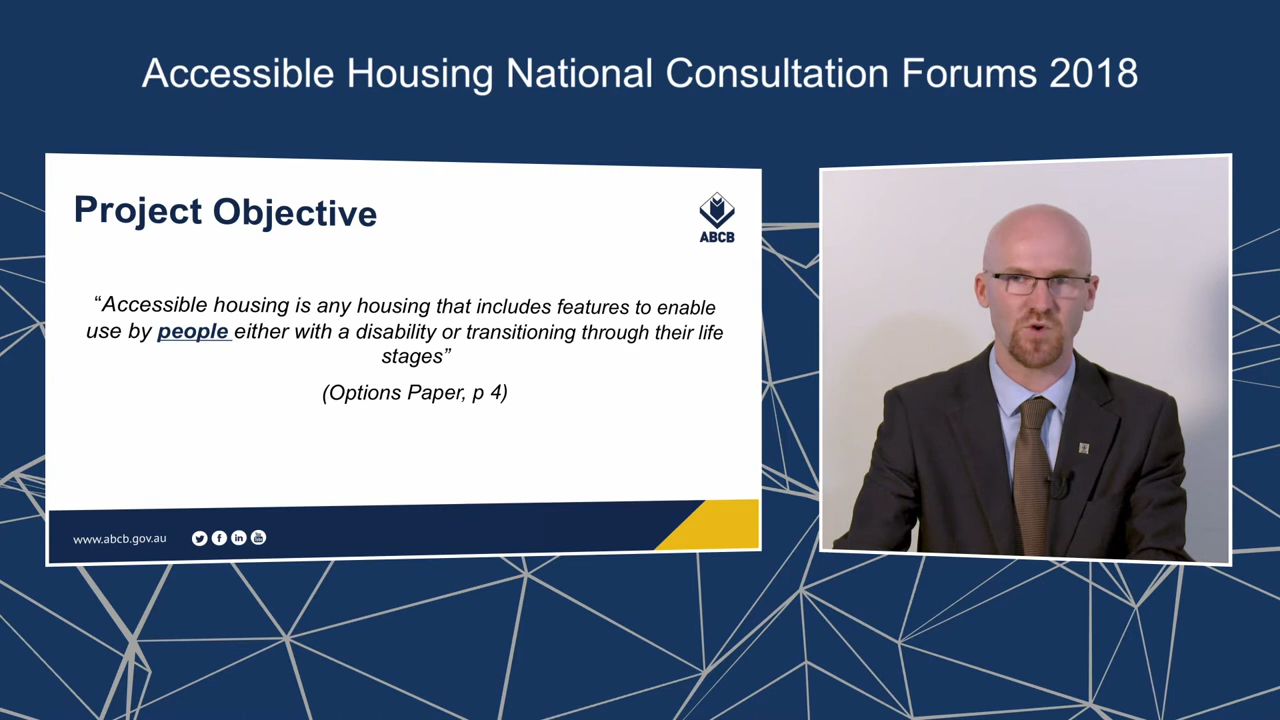 Accessible Housing National Consultation Forums 2018
Project Objective
ABCB
“Accessible housing is any housing that includes features to enable
use by people either with a disability or transitioning through their life
stages”
(Options Paper, p 4)
www.abcb.gov.au